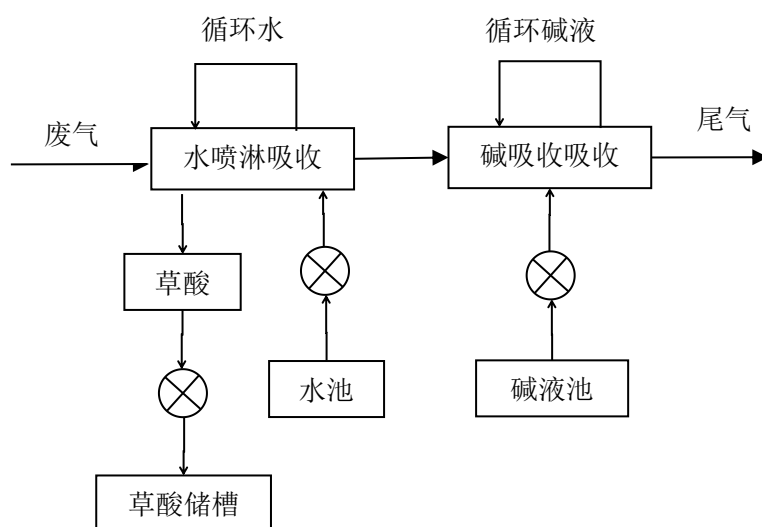 循环水
循环碱液
废气
尾气
水喷淋吸收
碱吸收吸收
草酸
水池
碱液池
草酸储槽